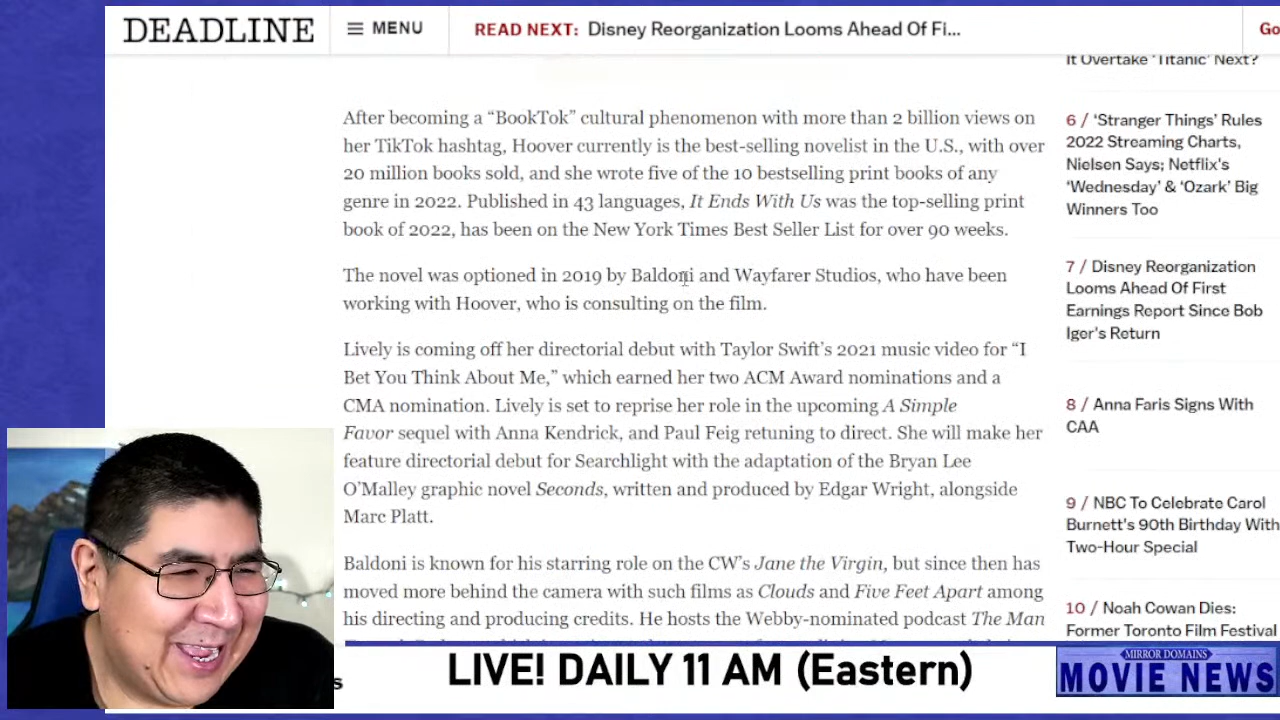 DEADLINE
MENU
READ NEXT: Disney Reorganization Looms Ahead Of Fi...
Go
After becoming a “BookTok” cultural phenomenon with more than 2 billion views on
her TikTok hashtag, Hoover currently is the best-selling novelist in the U.S., with over
20 million books sold, and she wrote five of the 10 bestselling print books of any
genre in 2022. Published in 43 languages, It Ends With Us was the top-selling print
book of 2022, has been on the New York Times Best Seller List for over 90 weeks.
The novel was optioned in 2019 by Baldoni and Wayfarer Studios, who have been
working with Hoover, who is consulting on the film.
Lively is coming off her directorial debut with Taylor Swift’s 2021 music video for “I
Bet You Think About Me,” which earned her two ACM Award nominations and a
CMA nomination. Lively is set to reprise her role in the upcoming A Simple
Favor sequel with Anna Kendrick, and Paul Feig retuning to direct. She will make her
feature directorial debut for Searchlight with the adaptation of the Bryan Lee
O’Malley graphic novel Seconds, written and produced by Edgar Wright, alongside
Marc Platt.
Baldoni is known for his starring role on the CW’s Jane the Virgin, but since then has
moved more behind the camera with such films as Clouds and Five Feet Apart among
his directing and producing credits. He hosts the Webby-nominated podcast The Man
It Overtake ‘Titanic’ Next?
6 / ‘Stranger Things’ Rules
2022 Streaming Charts,
Nielsen Says; Netflix’s
‘Wednesday’ & ‘Ozark’ Big
Winners Too
7 / Disney Reorganization
Looms Ahead Of First
Earnings Report Since Bob
Iger’s Return
8 / Anna Faris Signs With
CAA
9 / NBC To Celebrate Carol
Burnett’s 90th Birthday With
Two-Hour Special
10 / Noah Cowan Dies:
Former Toronto Film Festival
LIVE! DAILY 11 AM (Eastern)
MIRROR DOMAINS
MOVIE NEWS